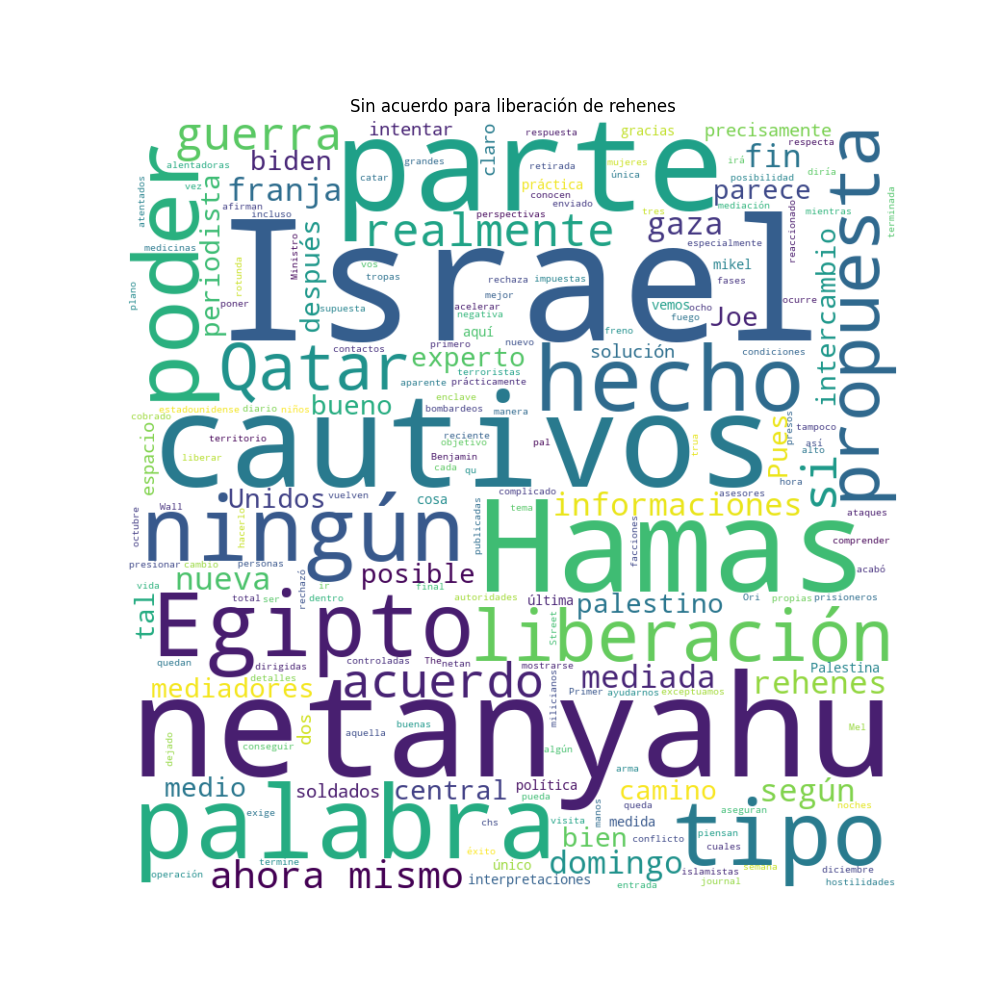 Sin acuerdo para liberación de rehenes
guerra
intentar
parte
respuesta
gracias
precisamente
respecta
biden
grandes
claro
retirada
mujeres
única
fin
irá
diría
alentadoras
catar
conocen
práctica
enviado
posibilidad
parece
franja
vez
atentados
afirman
incluso
perspectivas
tres
mediación
mientras
terminada
poder
periodista
después
realmente
gaza
reaccionado
propuesta
medicinas
rotunda
Ministro
vos
tropas
Israel
especialmente
mikel
rechaza
impuestas
fases
ocurre
plano
poner
supuesta
mejor
acelerar
negativa
vemos
ocho
Joe
fuego
intercambio
aquí
freno
contactos
primero
nuevo
solución
condiciones
Qatar
experto
terroristas
hecho
aparente
prácticamente
bueno
enclave
estadounidense
diario
niños
bombardeos
manera
cobrado
espacio
territorio
cautivos
objetivo
reciente
Benjamin
pal
true
Pues
presos
tampoco
así
alto
si
liberar
cada
qu
hora
Unidos
vuelven
cosa
complicado
asesores
informaciones
Wall
tema
ataques
octubre
hacerlo
ningún
publicadas
Hamas
facciones
comprender
presionar
cambio
personas
rechazó
posible
acabó
nueva
vida
total
ser
ir
dentro
final
autoridades
última
palestino
Ori
propias
prisioneros
tal
Egipto
liberación
Street
quedan
dirigidas
controladas
The
netan
mostrarse
Palestina
detalles
mediadores
acuerdo
mediada
rehenes
milicianos
Primer
ayudarnos
exceptuamos
netanyahu
dejado
dos
conseguir
aquella
buenas
algún
Mel
medio
soldados
central
política
arma
camino
según
palabra
exige
pueda
visita
manos
queda
medida
aseguran
noches
tipo
chs
bien
conflicto
piensan
cuales
termine
éxito
único
domingo
islamistas
semana
diciembre
operación
ahora mismo
interpretaciones
entrada
journal
hostilidades